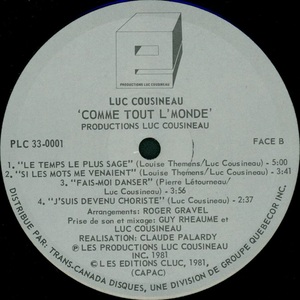 PRODUCTIONS LUC COUSINEAU
LUC COUSINEAU
'COMME TOUT L'MONDE'
PRODUCTIONS LUC COUSINEAU
PLC 33-0001
FACE B
1. "LE TEMPS LE PLUS SAGE" (Louise Themens/Luc Cousineau) - 5:00
2. "SI LES MOTS ME VENAIENT" (Louise Themens/Luc Cousineau) - 3:41
3. "FAIS-MOI DANSER" (Pierre Létourneau/
Luc Cousineau) - 3:56
4. "J'SUIS DEVENU CHORISTE" (Luc Cousineau) - 2:37
Arrangements: ROGER GRAVEL
Prise de son et mixage: GUY RHEAUME et
LUC COUSINEAU
REALISATION: CLAUDE PALARDY
℗ LES PRODUCTIONS LUC COUSINEAU
INC. 1981
© LES EDITIONS CLUC, 1981,
(CAPAC)
DISTRIBUE PAR: TRANS-CANADA DISQUES, UNE DIVISION DE GROUPE QUEBECOR INC.